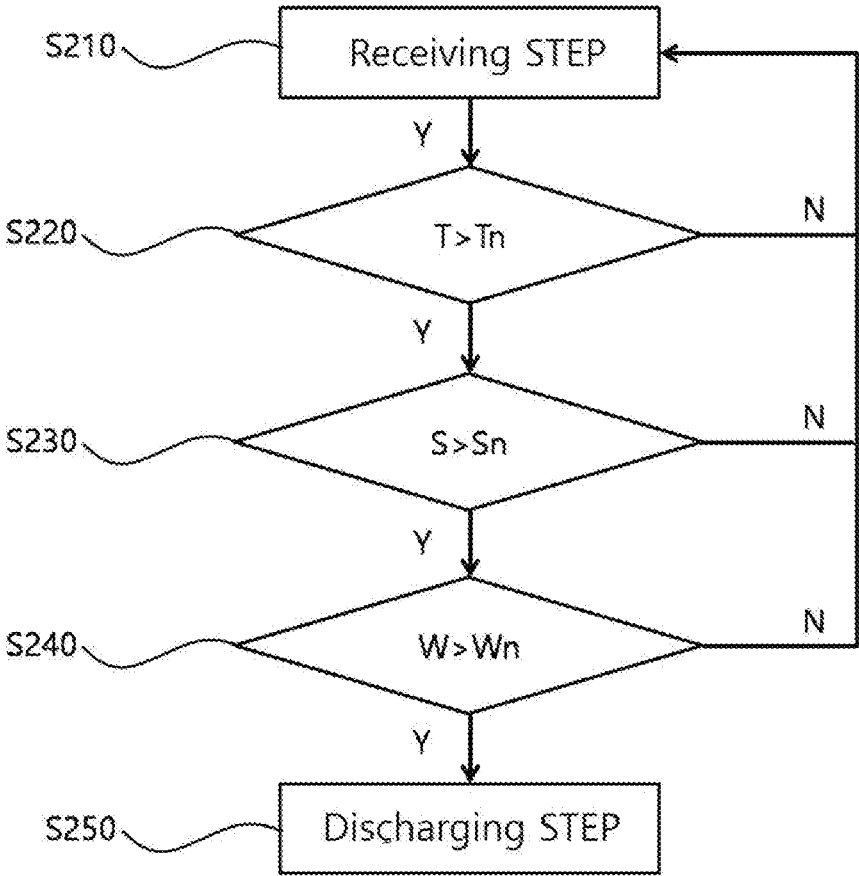 S210
Receiving STEP
Y
S220
T>Tn
N
Y
S230
S>Sn
N
Y
S240
W>Wn
N
Y
S250
Discharging STEP